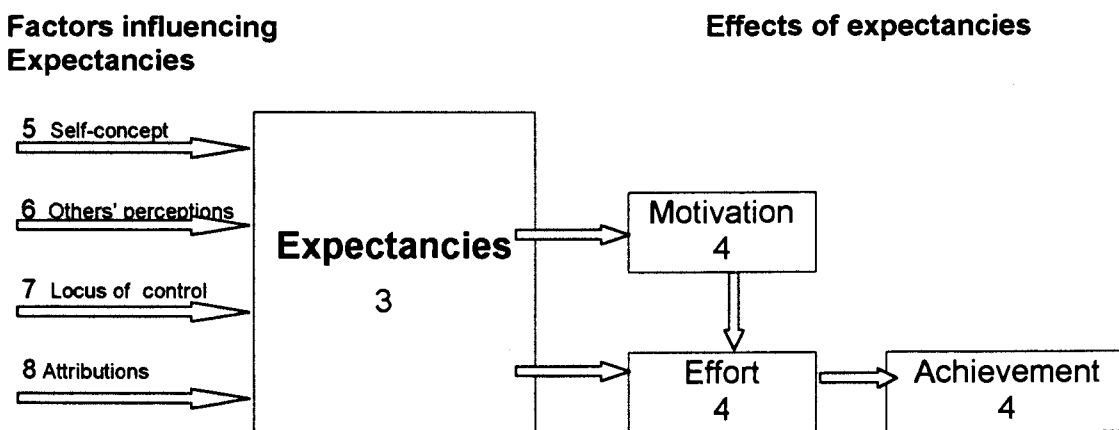 Factors influencing
Expectancies
Effects of expectancies
5 Self-concept
6 Others' perceptions
7 Locus of control
8 Attributions
Expectancies
3
Motivation
4
Effort
4
Achievement
4